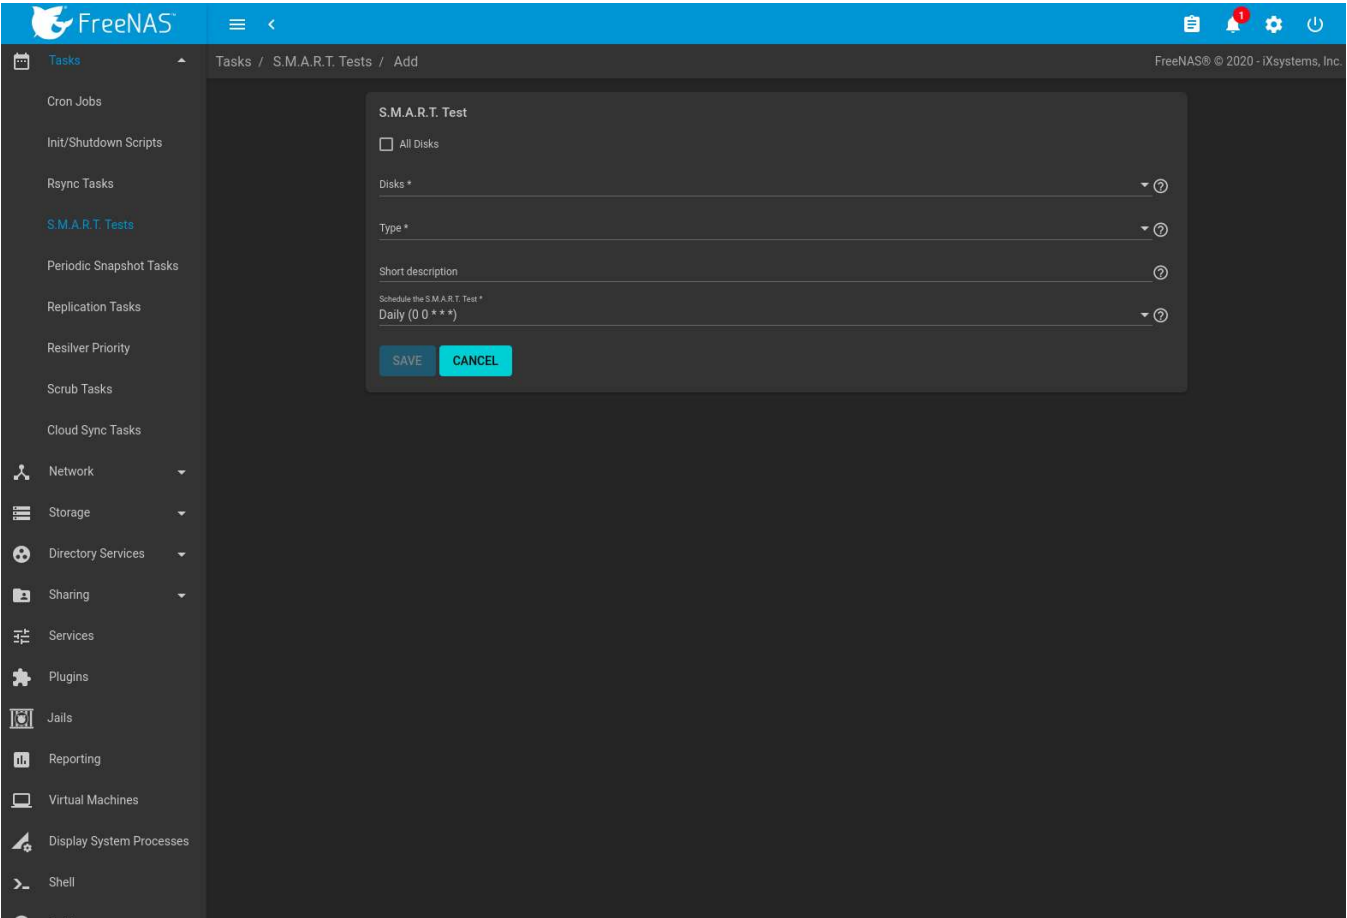 FreeNAS
1
Tasks
Tasks / S.M.A.R.T. Tests / Add
FreeNAS® © 2020 - iXsystems, Inc.
Cron Jobs
Init/Shutdown Scripts
Rsync Tasks
S.M.A.R.T. Tests
Periodic Snapshot Tasks
Replication Tasks
Resilver Priority
Scrub Tasks
Cloud Sync Tasks
Network
Storage
Directory Services
Sharing
Services
Plugins
Jails
Reporting
Virtual Machines
Display System Processes
Shell
S.M.A.R.T. Test
All Disks
Disks *
Type *
Short description
Schedule the S.M.A.R.T. Test *
Daily (0 0 * * *)
SAVE CANCEL